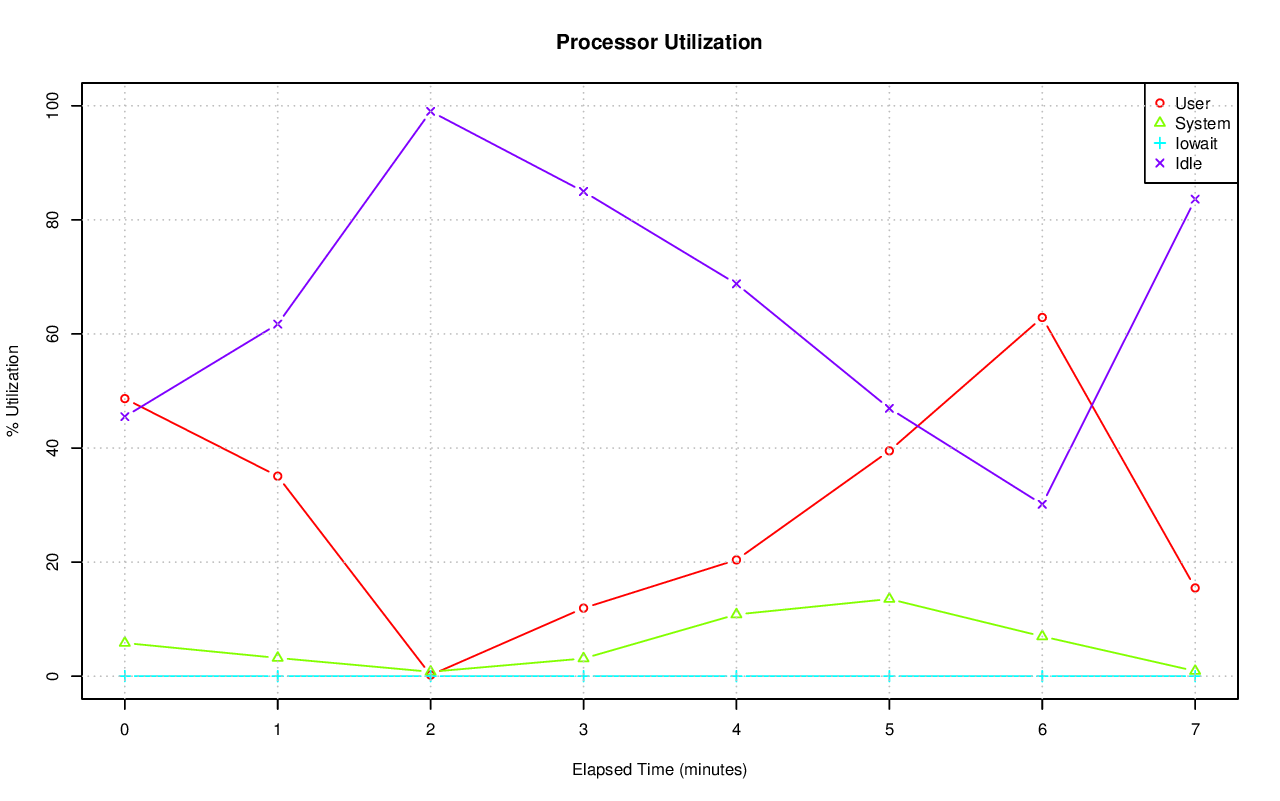 Processor Utilization
User
System
Iowait
Idle
% Utilization
100
80
60
40
20
0
0 1 2 3 4 5 6 7
Elapsed Time (minutes)